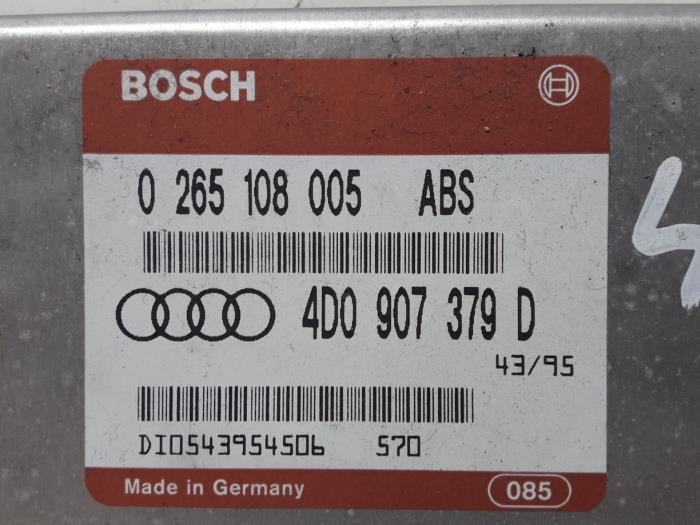 BOSCH
0 265 108 005 ABS
4D0 907 379 D
43/95
DI0543954506 570
Made in Germany 085